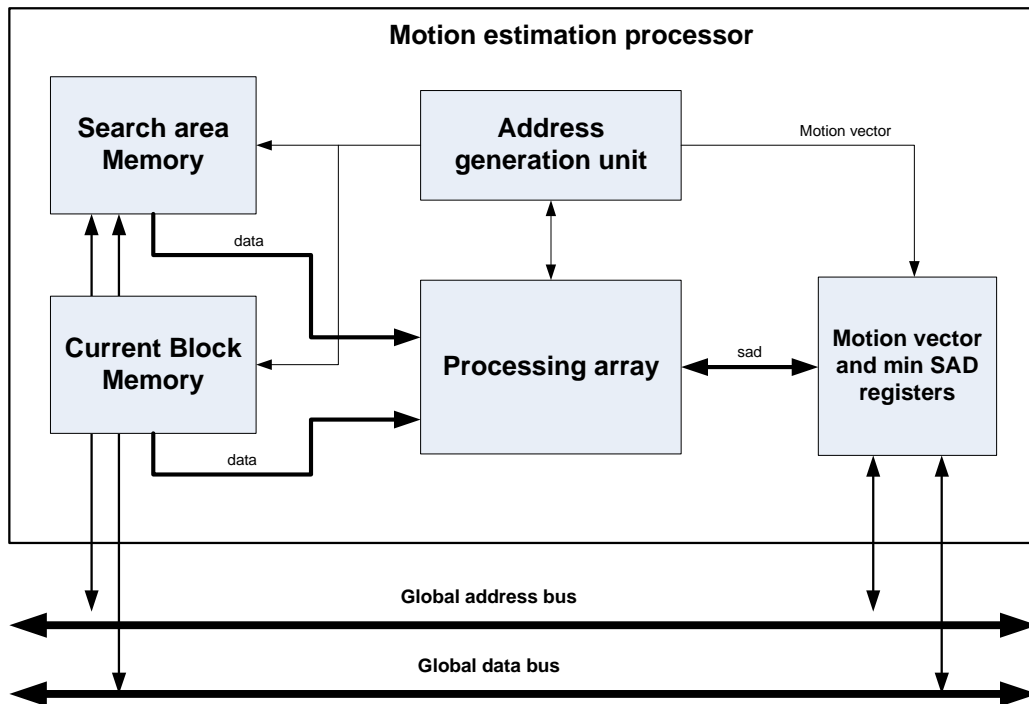 Motion estimation processor
Search area
Memory
Address
generation unit
Motion vector
data
Current Block
Memory
Processing array
sad
Motion vector
and min SAD
registers
data
Global address bus
Global data bus